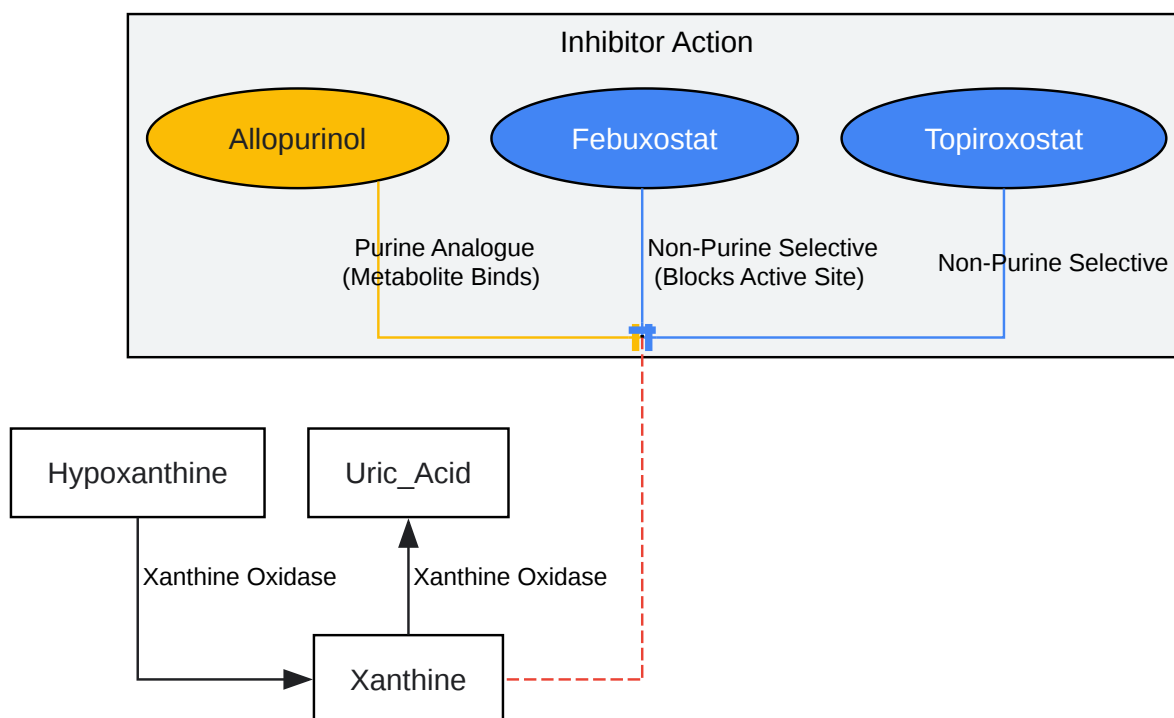 Inhibitor Action
Allopurinol
Febuxostat
Topiroxostat
Purine Analogue
(Metabolite Binds)
Non-Purine Selective
(Blocks Active Site)
Non-Purine Selective
Hypoxanthine
Uric_Acid
Xanthine Oxidase
Xanthine Oxidase
Xanthine